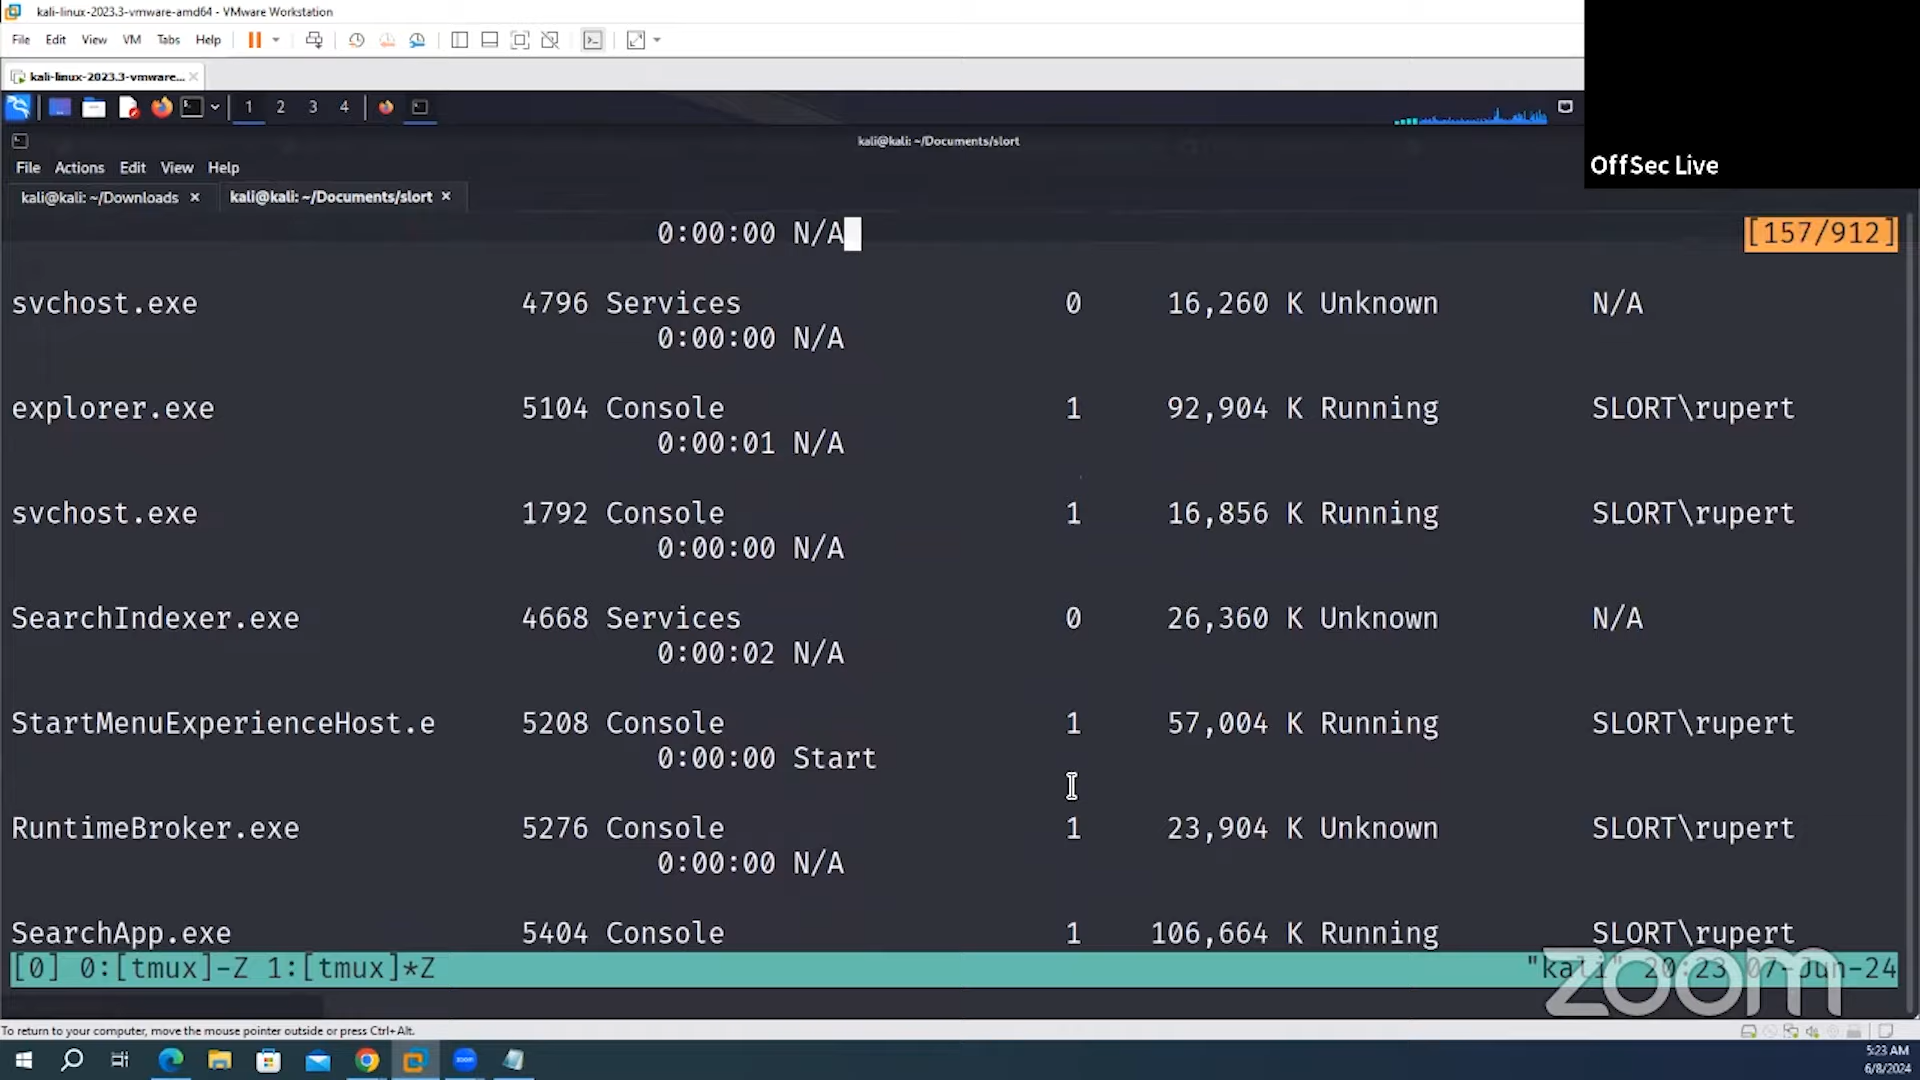 kali-linux-2023.3-vmware-amd64 - VMware Workstation
File Edit View VM Tabs Help
kali-linux-2023.3-vmware...
1 2 3 4
kali@kali: ~/Documents/slort
OffSec Live
File Actions Edit View Help
kali@kali: ~/Downloads kali@kali: ~/Documents/slort
0:00:00 N/A [157/912]
svchost.exe 4796 Services 0 16,260 K Unknown N/A
0:00:00 N/A
explorer.exe 5104 Console 1 92,904 K Running SLORT\rupert
0:00:01 N/A
svchost.exe 1792 Console 1 16,856 K Running SLORT\rupert
0:00:00 N/A
SearchIndexer.exe 4668 Services 0 26,360 K Unknown N/A
0:00:02 N/A
StartMenuExperienceHost.e 5208 Console 1 57,004 K Running SLORT\rupert
0:00:00 Start
RuntimeBroker.exe 5276 Console 1 23,904 K Unknown SLORT\rupert
0:00:00 N/A
SearchApp.exe 5404 Console 1 106,664 K Running SLORT\rupert
[0] 0:[tmux]-Z 1:[tmux]*Z "kali" 20:23 07-Jun-24
zoom
To return to your computer, move the mouse pointer outside or press Ctrl+Alt.
zoom
5:23 AM
6/8/2024